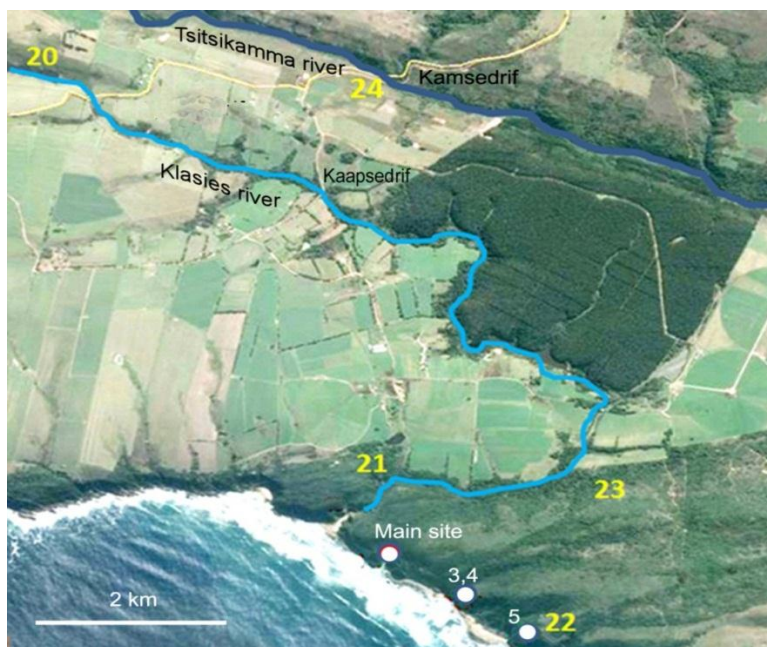 20
Tsitsikamma river
24
Kamsedrif
Klasies river
Kaapsedrif
21
23
Main site
3,4
2 km
5
22